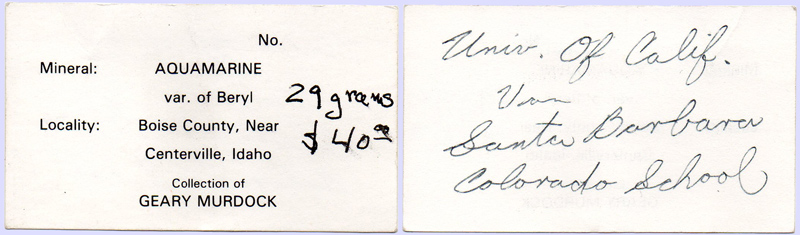 No.
Mineral: AQUAMARINE
var. of Beryl 29 grams
Locality: Boise County, Near $40.00
Centerville, Idaho
Collection of
GEARY MURDOCK
Univ. Of Calif.
Santa Barbara
Colorado School